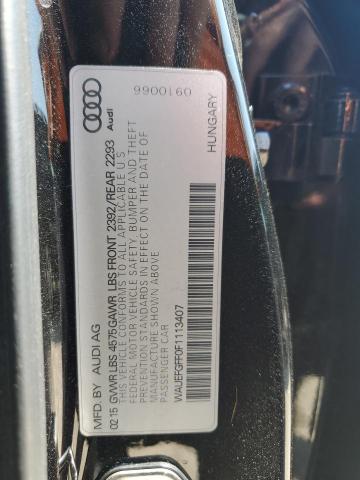 MFD. BY AUDI AG
02 15 GVWR LBS 4575 GAWR LBS FRONT 2392/REAR 2293
THIS VEHICLE CONFORMS TO ALL APPLICABLE U S
FEDERAL MOTOR VEHICLE SAFETY, BUMPER AND THEFT
PREVENTION STANDARDS IN EFFECT ON THE DATE OF
MANUFACTURE
PASSENGER CAR
WAUEFGFF0F1113407
HUNGARY
Audi
0910066